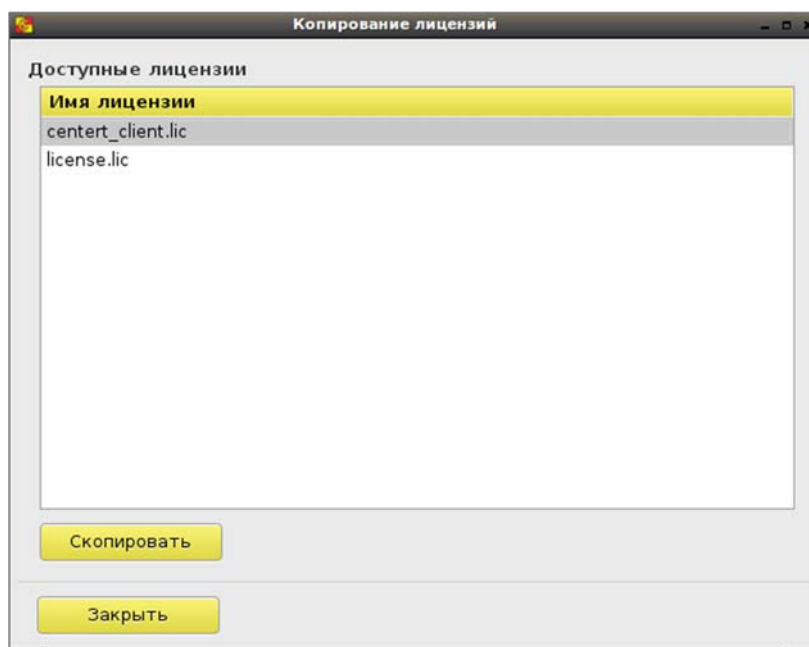 Копирование лицензий
Доступные лицензии
Имя лицензии
centert_client.lic
license.lic
Скопировать
Закрыть